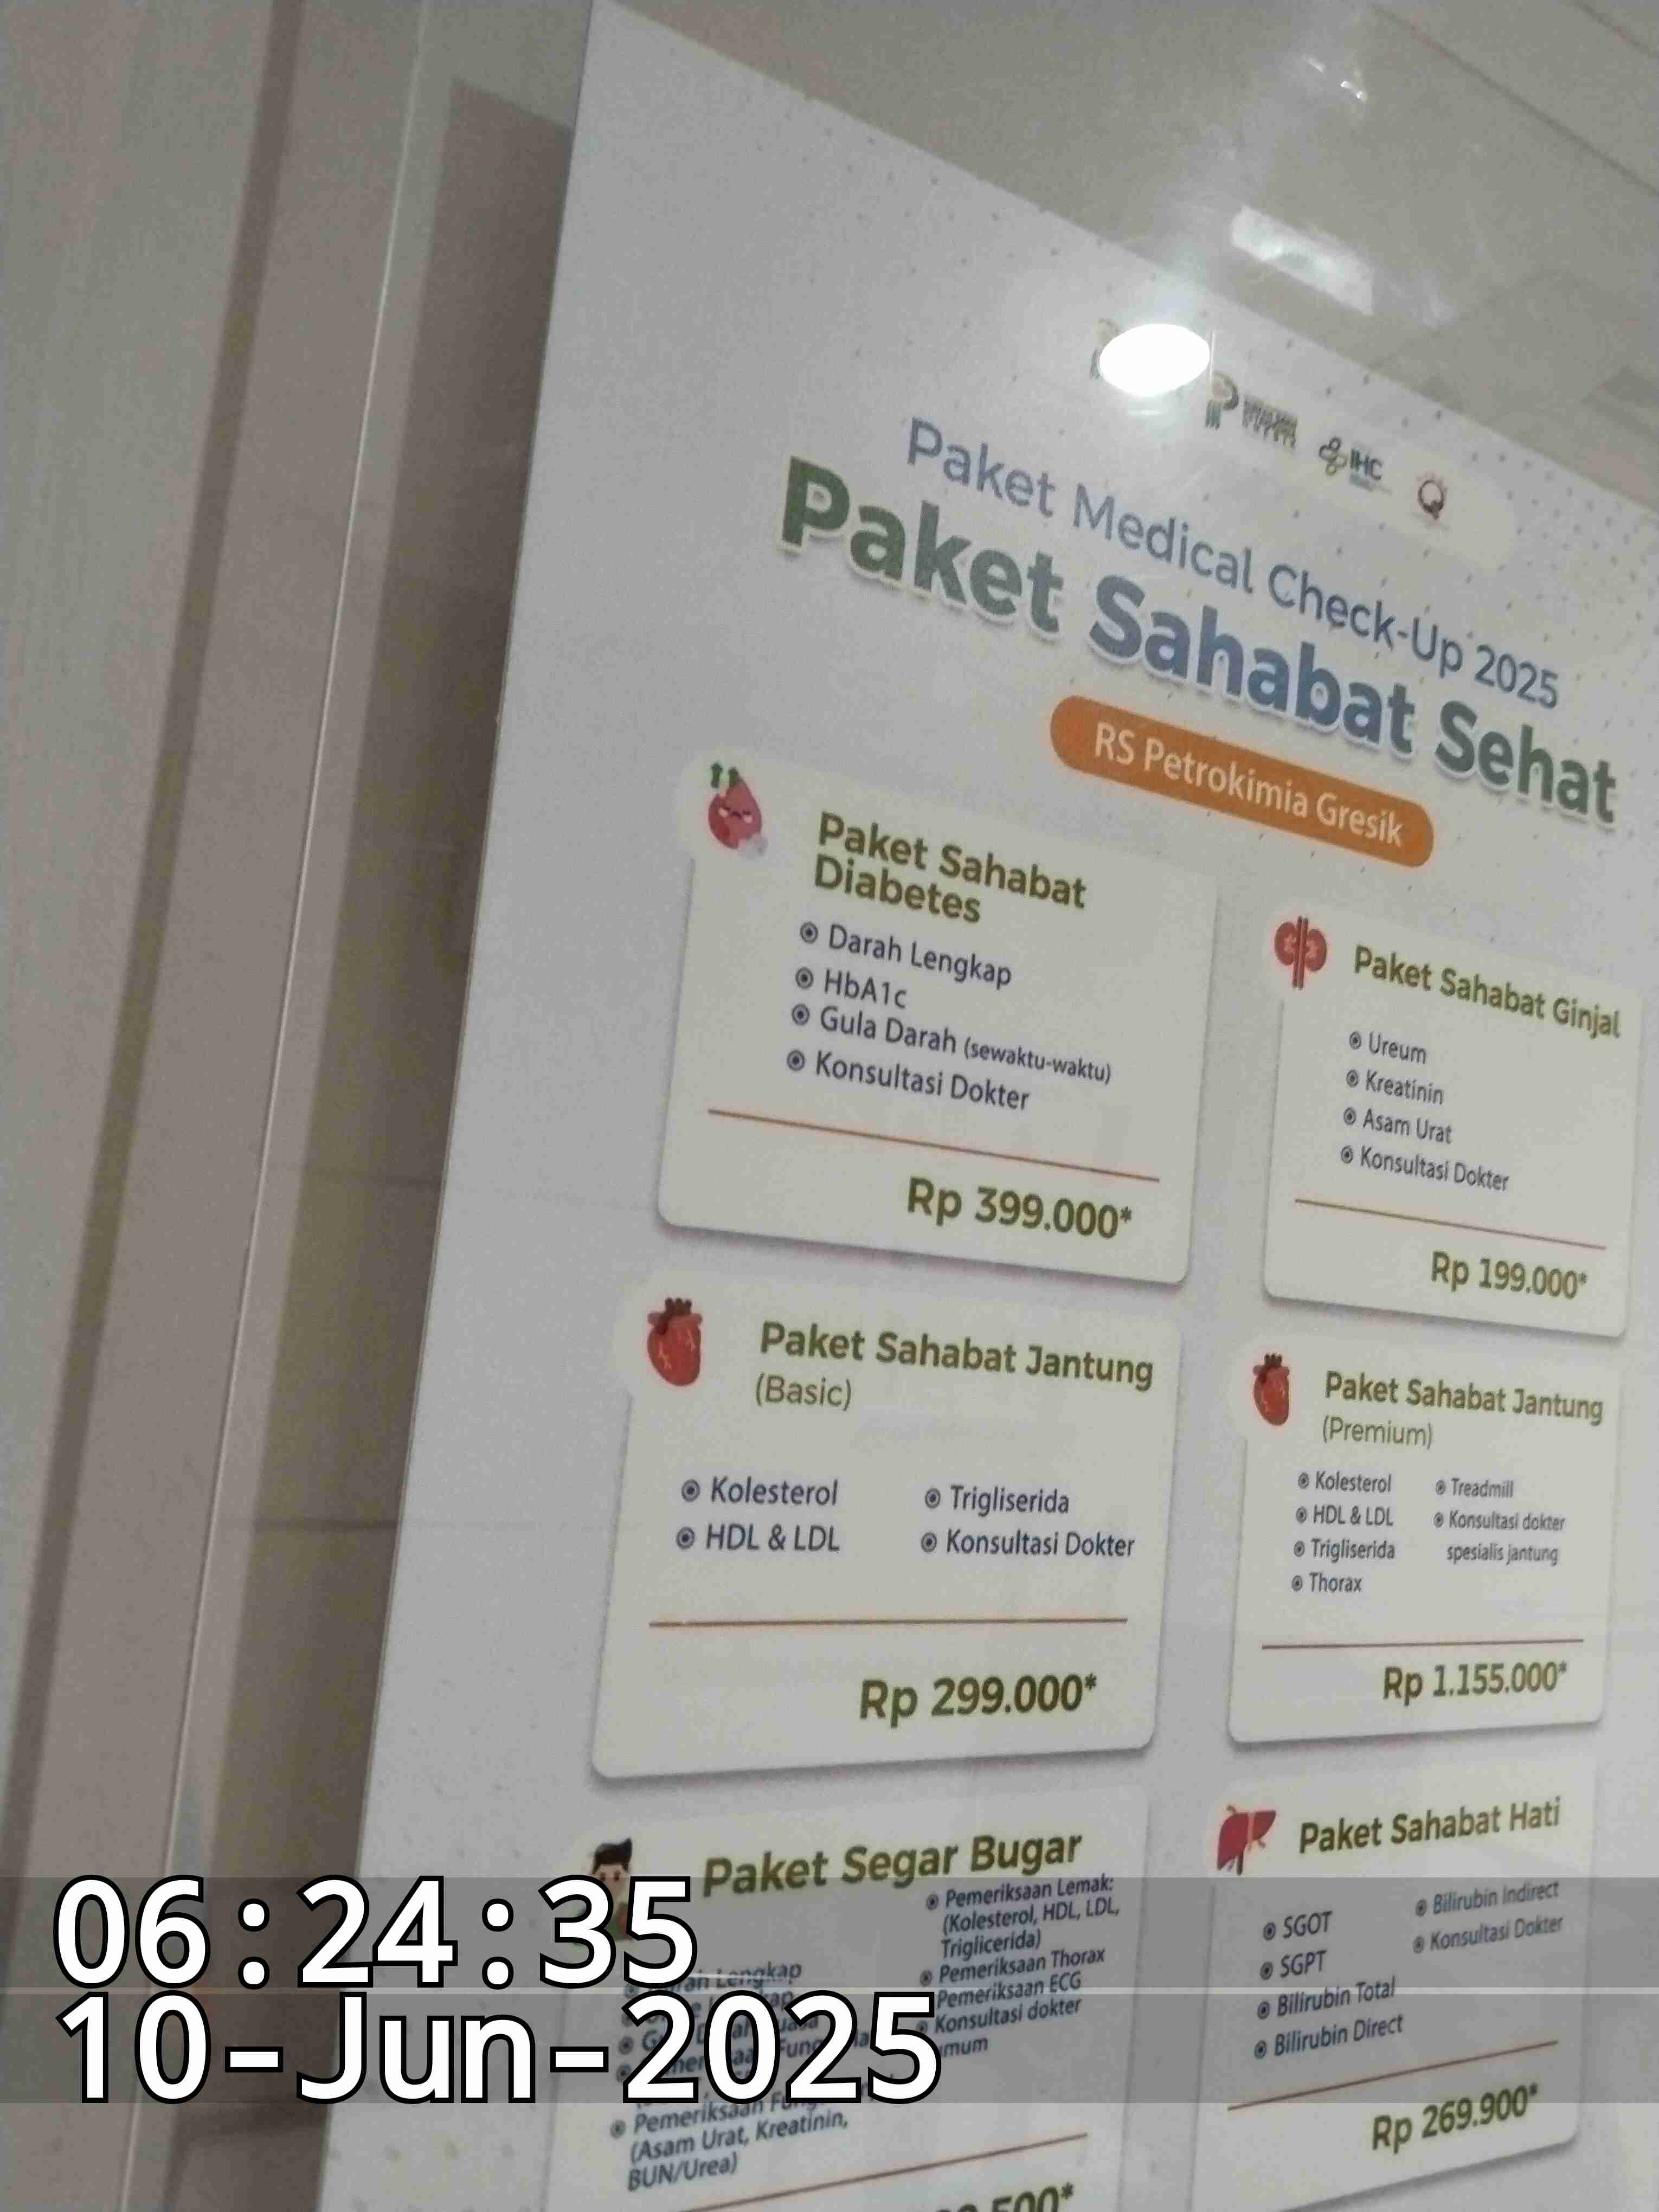 IHC
Paket Medical Check-Up 2025
Paket Sahabat Sehat
RS Petrokimia Gresik
Paket Sahabat
Diabetes
Darah Lengkap
HbA1c
Gula Darah (sewaktu-waktu)
Konsultasi Dokter
Rp 399.000*
Paket Sahabat Ginjal
Ureum
Kreatinin
Asam Urat
Konsultasi Dokter
Rp 199.000*
Paket Sahabat Jantung
(Basic)
Kolesterol
HDL & LDL
Trigliserida
Konsultasi Dokter
Rp 299.000*
Paket Sahabat Jantung
(Premium)
Kolesterol
HDL & LDL
Trigliserida
Thorax
Treadmill
Konsultasi dokter
spesialis jantung
Rp 1.155.000*
Paket Segar Bugar
Lengkap
Pemeriksaan
(Asam Urat, Kreatinin,
BUN/Urea)
Pemeriksaan Lemak:
(Kolesterol, HDL, LDL,
Triglicerida)
Pemeriksaan Thorax
Pemeriksaan ECG
Konsultasi dokter
Paket Sahabat Hati
SGOT
SGPT
Bilirubin Total
Bilirubin Direct
Bilirubin Indirect
Konsultasi Dokter
Rp 269.900*
06:24:35
10-Jun-2025